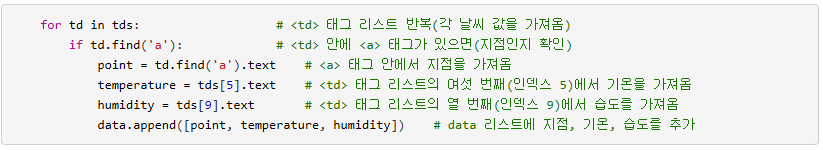 for td in tds:                  # <td> 태그 리스트 반복(각 날씨 값을 가져옴)
    if td.find('a'):            # <td> 안에 <a> 태그가 있으면(지점인지 확인)
        point = td.find('a').text    # <a> 태그 안에서 지점을 가져옴
        temperature = tds[5].text    # <td> 태그 리스트의 여섯 번째(인덱스 5)에서 기온을 가져옴
        humidity = tds[9].text       # <td> 태그 리스트의 열 번째(인덱스 9)에서 습도를 가져옴
        data.append([point, temperature, humidity])    # data 리스트에 지점, 기온, 습도를 추가